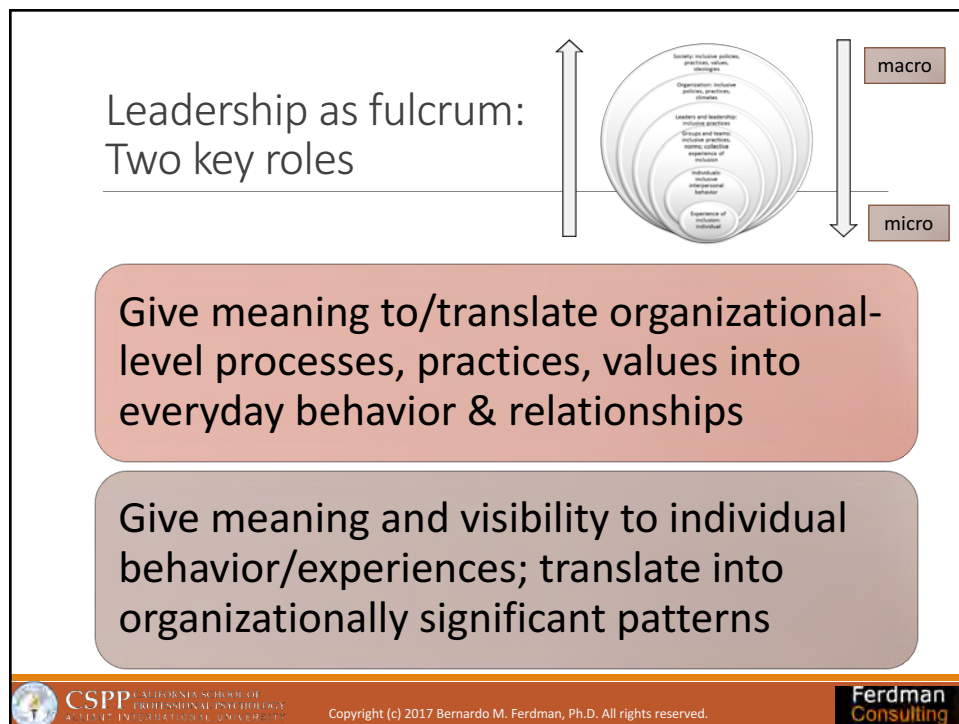 Leadership as fulcrum:
Two key roles
Society: inclusive policies,
practices, values,
ideologies
Organization: inclusive
policies, practices,
climates
Leaders and leadership:
inclusive practices
Groups and teams:
inclusive practices,
norms; collective
experience of
inclusion
Individuals:
inclusive
interpersonal
behavior
Experience of
inclusion:
individual
macro
micro
Give meaning to/translate organizational-
level processes, practices, values into
everyday behavior & relationships
Give meaning and visibility to individual
behavior/experiences; translate into
organizationally significant patterns
CSPP CALIFORNIA SCHOOL OF
PROFESSIONAL PSYCHOLOGY
ALLIANT INTERNATIONAL UNIVERSITY
Copyright (c) 2017 Bernardo M. Ferdman, Ph.D. All rights reserved.
Ferdman
Consulting